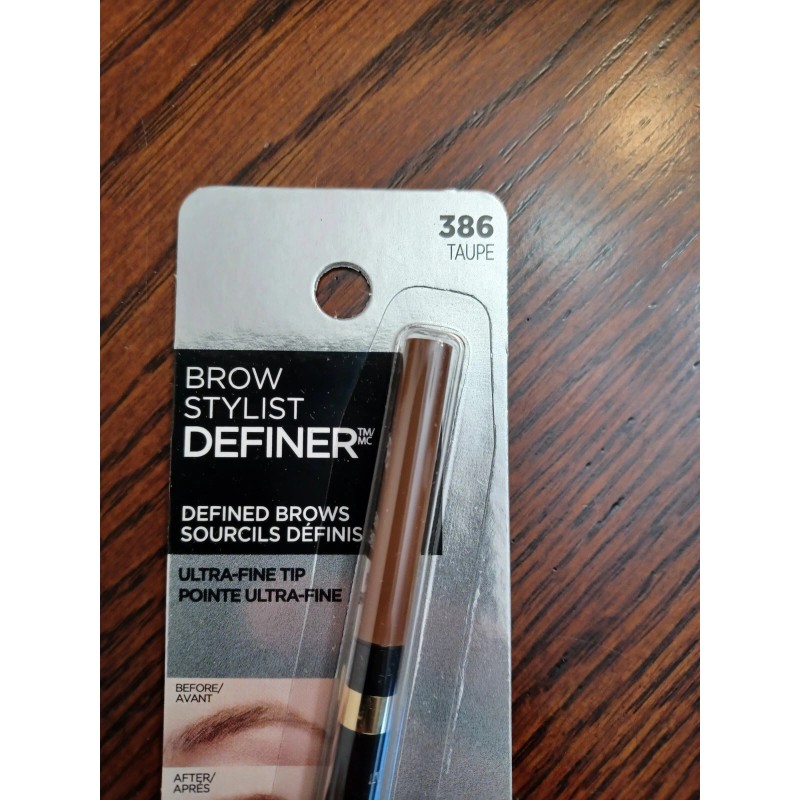 386
TAUPE
BROW
STYLIST
DEFINER™/MC
DEFINED BROWS
SOURCILS DÉFINIS
ULTRA-FINE TIP
POINTE ULTRA-FINE
BEFORE/
AVANT
AFTER/
APRÈS